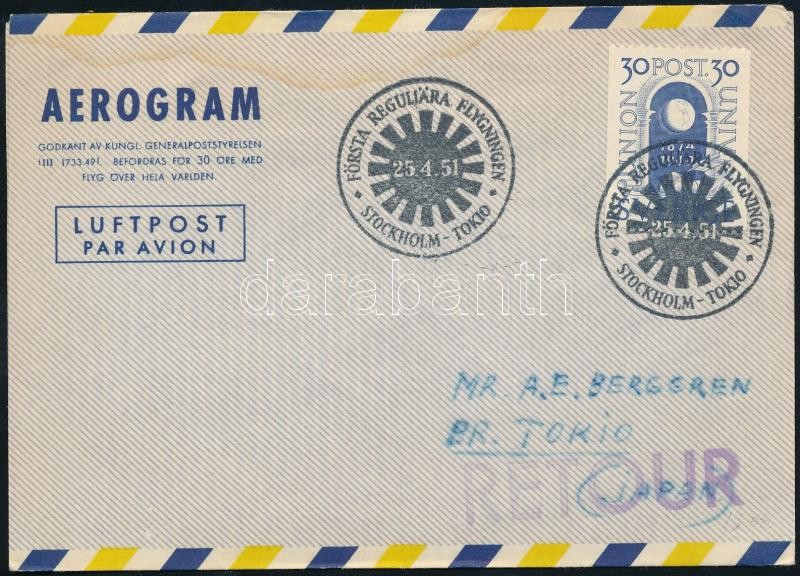 AEROGRAM
GODKÄNT AV KUNGL. GENERALPOSTSTYRELSEN
(III 1733.49). BEFORDRAS FÖR 30 ÖRE MED
FLYG ÖVER HELA VÄRLDEN.
LUFTPOST
PAR AVION
FÖRSTA REGULJÄRA FLYGNINGEN
25.4.51
STOCKHOLM – TOKIO
30 POST. 30
1874
FÖRSTA REGULJÄRA FLYGNINGEN
25.4.51
STOCKHOLM – TOKIO
darabanth
MR. A.E. BERGGREN
BR. TOKIO
RETOUR
(JAPAN)